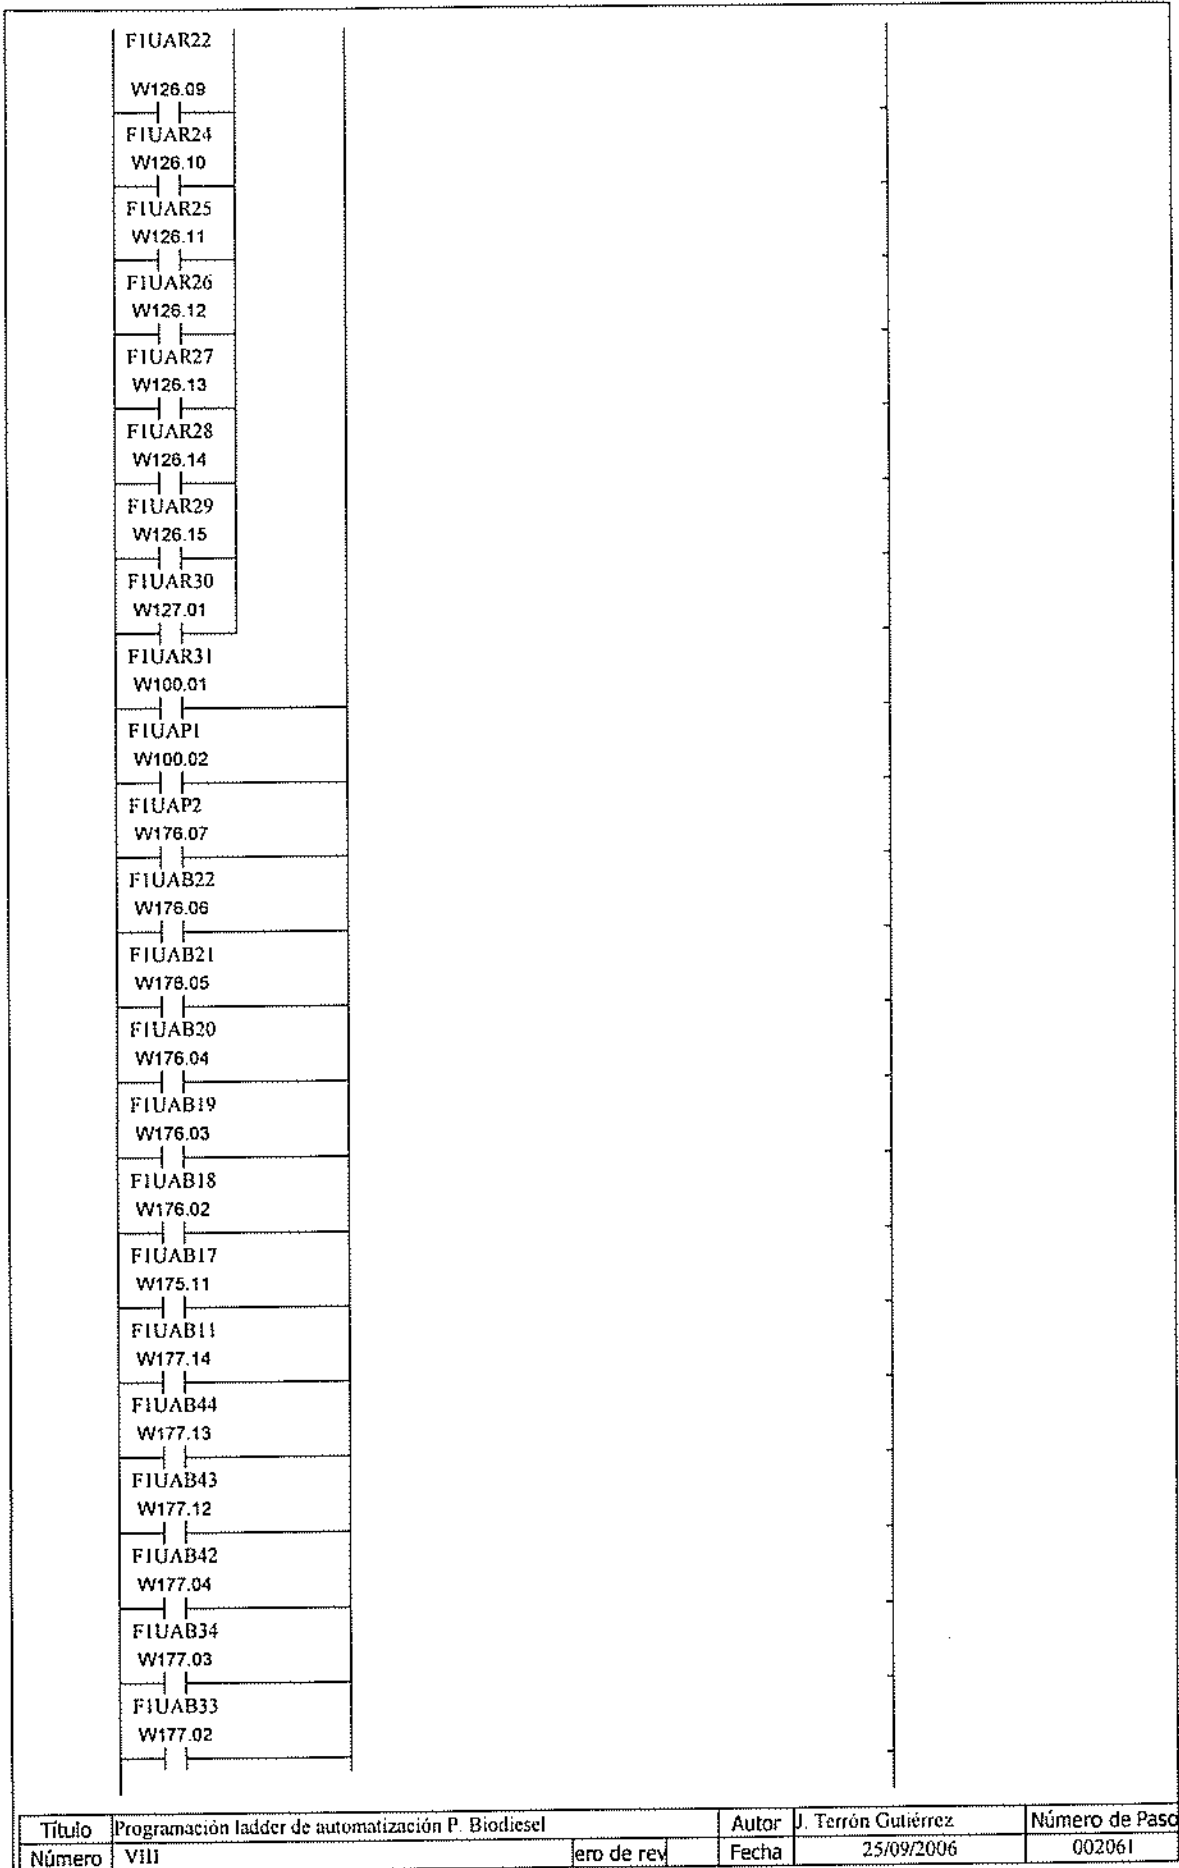 F1UAR22
W126.09
F1UAR24
W126.10
F1UAR25
W126.11
F1UAR26
W126.12
F1UAR27
W126.13
F1UAR28
W126.14
F1UAR29
W126.15
F1UAR30
W127.01
F1UAR31
W100.01
F1UAP1
W100.02
F1UAP2
W176.07
F1UAB22
W176.06
F1UAB21
W176.05
F1UAB20
W176.04
F1UAB19
W176.03
F1UAB18
W176.02
F1UAB17
W175.11
F1UAB11
W177.14
F1UAB44
W177.13
F1UAB43
W177.12
F1UAB42
W177.04
F1UAB34
W177.03
F1UAB33
W177.02
Título Programación ladder de automatización P. Biodiesel Autor J. Terrón Gutiérrez Número de Paso
Número VIII ero de rev Fecha 25/09/2006 002061